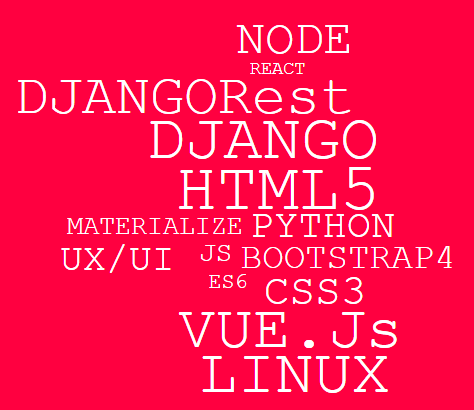 NODE
REACT
DJANGORest
DJANGO
HTML5
MATERIALIZE PYTHON
UX/UI JS BOOTSTRAP4
ES6 CSS3
VUE.Js
LINUX